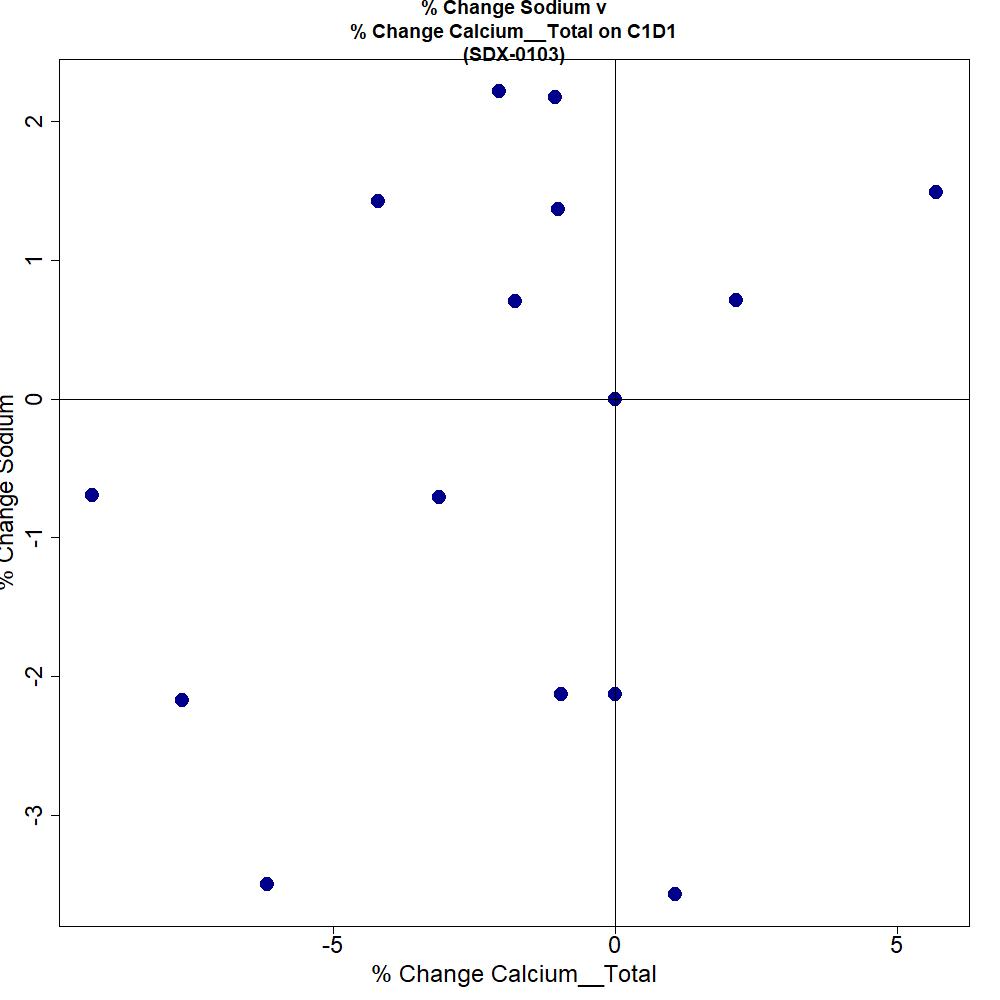 % Change Sodium v
% Change Calcium__Total on C1D1
(SDX-0103)
% Change Sodium
2
1
0
-1
-2
-3
-5
0
5
% Change Calcium__Total